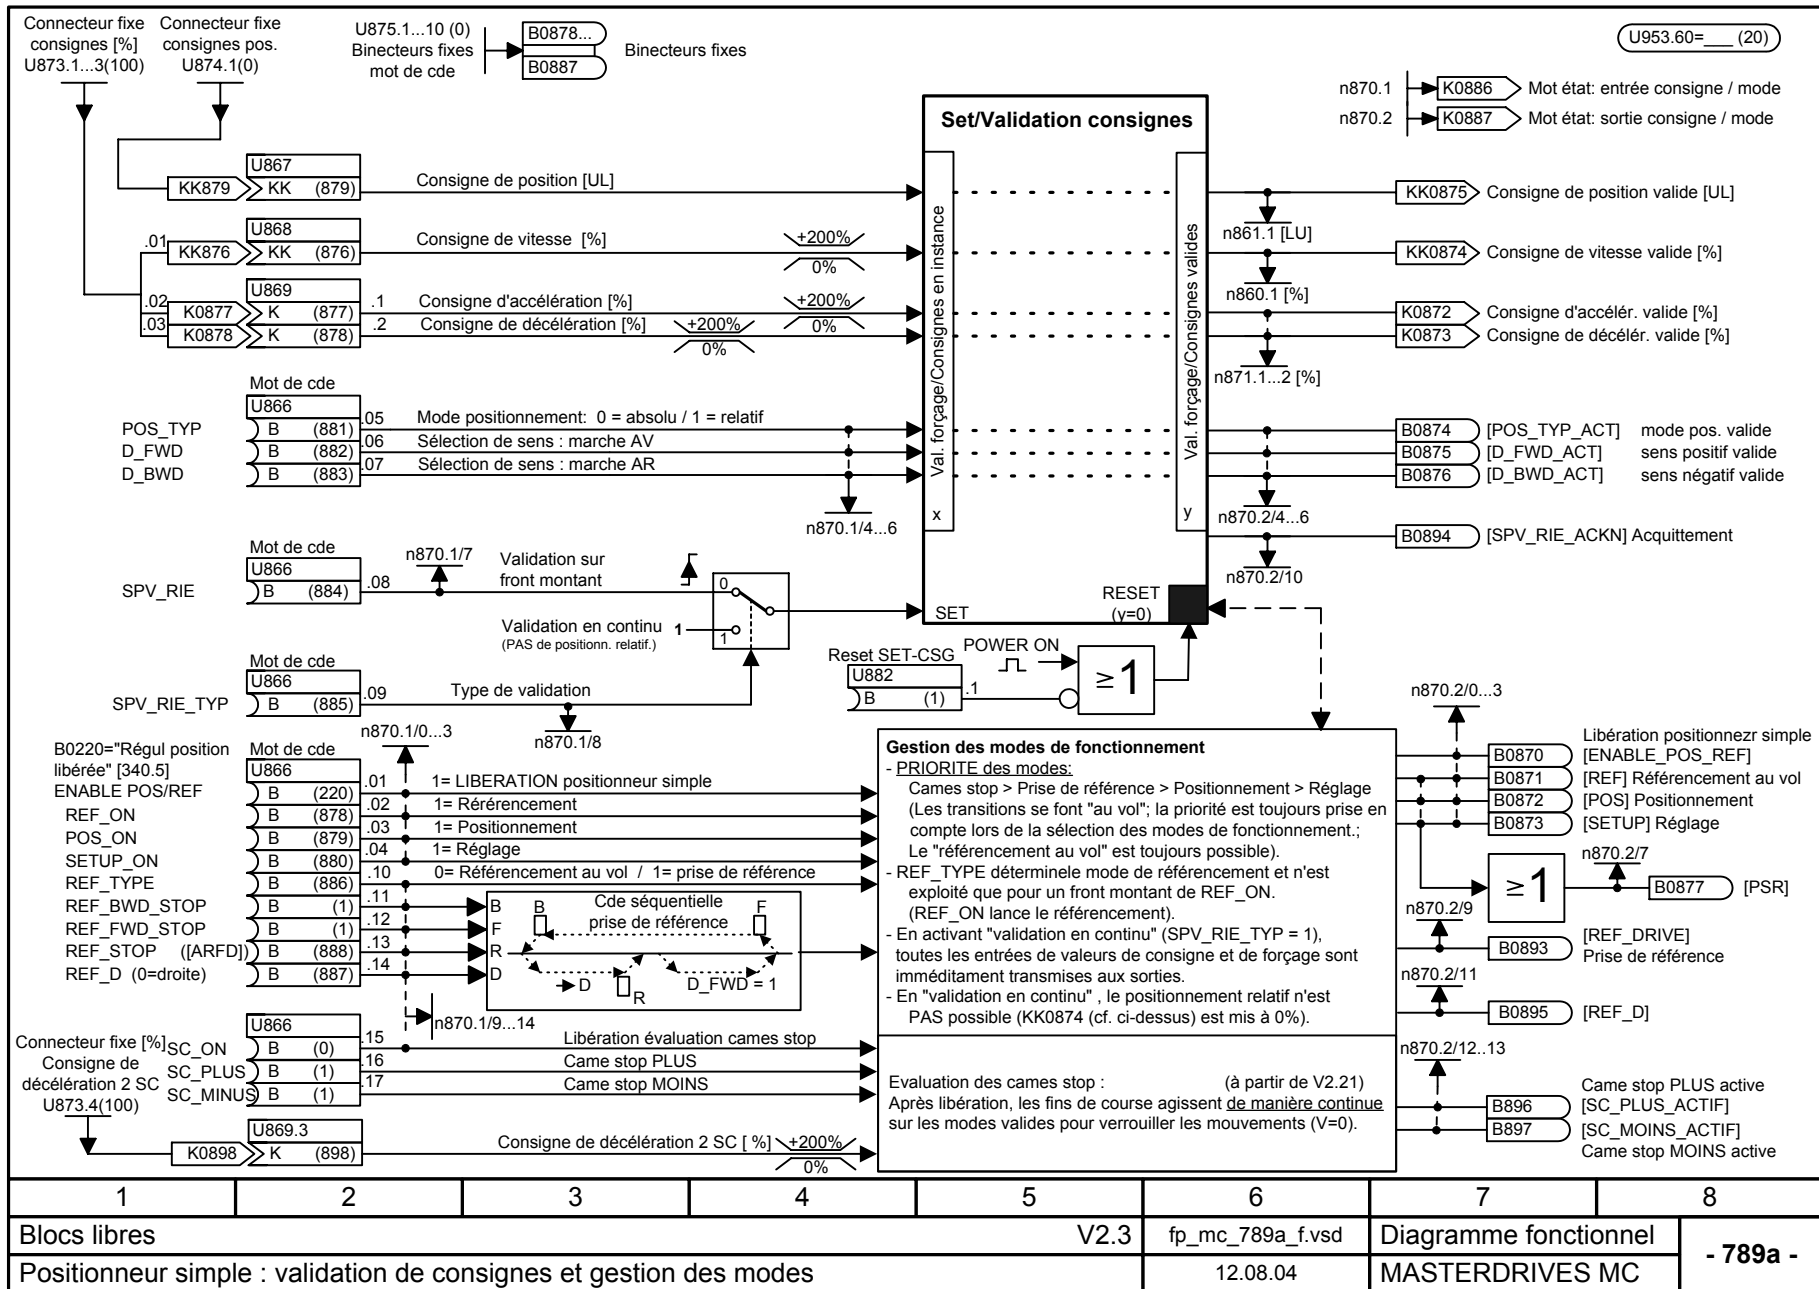 Connecteur fixe
consignes [%]
U873.1...3(100)
Connecteur fixe
consignes pos.
U874.1(0)
U875.1...10 (0)
Binecteurs fixes
mot de cde
B0878...
B0887
Binecteurs fixes
U953.60=___ (20)
n870.1
K0886
Mot état: entrée consigne / mode
n870.2
K0887
Mot état: sortie consigne / mode
Set/Validation consignes
U867
KK879
KK (879)
Consigne de position [UL]
KK0875
Consigne de position valide [UL]
n861.1 [LU]
U868
.01
KK876
KK (876)
Consigne de vitesse [%]
+200%
0%
KK0874
Consigne de vitesse valide [%]
n860.1 [%]
U869
.02
K0877
K (877)
.1
Consigne d'accélération [%]
+200%
0%
K0872
Consigne d'accélér. valide [%]
.03
K0878
K (878)
.2
Consigne de décélération [%]
+200%
0%
K0873
Consigne de décélér. valide [%]
n871.1...2 [%]
Val. forçage/Consignes en instance
x
Val. forçage/Consignes valides
y
Mot de cde
U866
POS_TYP
B (881)
.05
Mode positionnement: 0 = absolu / 1 = relatif
B0874
[POS_TYP_ACT] mode pos. valide
D_FWD
B (882)
.06
Sélection de sens : marche AV
B0875
[D_FWD_ACT] sens positif valide
D_BWD
B (883)
.07
Sélection de sens : marche AR
B0876
[D_BWD_ACT] sens négatif valide
n870.1/4...6
n870.2/4...6
B0894
[SPV_RIE_ACKN] Acquittement
n870.2/10
Mot de cde
U866
SPV_RIE
B (884)
.08
n870.1/7
Validation sur
front montant
0
1
1
Validation en continu
(PAS de positionn. relatif.)
SET
RESET
(y=0)
Reset SET-CSG
U882
B (1)
.1
POWER ON
≥1
Mot de cde
U866
SPV_RIE_TYP
B (885)
.09
Type de validation
n870.1/8
n870.1/0...3
B0220="Régul position
libérée" [340.5]
Mot de cde
U866
ENABLE POS/REF
B (220)
.01
1= LIBERATION positionneur simple
REF_ON
B (878)
.02
1= Rérérencement
POS_ON
B (879)
.03
1= Positionnement
SETUP_ON
B (880)
.04
1= Réglage
REF_TYPE
B (886)
.10
0= Référencement au vol / 1= prise de référence
REF_BWD_STOP
B (1)
.11
REF_FWD_STOP
B (1)
.12
REF_STOP ([ARFD])
B (888)
.13
REF_D (0=droite)
B (887)
.14
B
F
R
D
Cde séquentielle
prise de référence
B
F
D
R
D_FWD = 1
n870.1/9...14
Gestion des modes de fonctionnement
- PRIORITE des modes:
Cames stop > Prise de référence > Positionnement > Réglage
(Les transitions se font "au vol"; la priorité est toujours prise en
compte lors de la sélection des modes de fonctionnement.;
Le "référencement au vol" est toujours possible).
- REF_TYPE déterminele mode de référencement et n'est
exploité que pour un front montant de REF_ON.
(REF_ON lance le référencement).
- En activant "validation en continu" (SPV_RIE_TYP = 1),
toutes les entrées de valeurs de consigne et de forçage sont
imméditament transmises aux sorties.
- En "validation en continu" , le positionnement relatif n'est
PAS possible (KK0874 (cf. ci-dessus) est mis à 0%).
Evaluation des cames stop : (à partir de V2.21)
Après libération, les fins de course agissent de manière continue
sur les modes valides pour verrouiller les mouvements (V=0).
n870.2/0...3
Libération positionnezr simple
B0870
[ENABLE_POS_REF]
B0871
[REF] Référencement au vol
B0872
[POS] Positionnement
B0873
[SETUP] Réglage
≥1
n870.2/7
B0877
[PSR]
n870.2/9
B0893
[REF_DRIVE]
Prise de référence
n870.2/11
B0895
[REF_D]
n870.2/12..13
Came stop PLUS active
B896
[SC_PLUS_ACTIF]
B897
[SC_MOINS_ACTIF]
Came stop MOINS active
Connecteur fixe [%]
Consigne de
décélération 2 SC
U873.4(100)
U866
SC_ON
B (0)
.15
Libération évaluation cames stop
SC_PLUS
B (1)
.16
Came stop PLUS
SC_MINUS
B (1)
.17
Came stop MOINS
U869.3
K0898
K (898)
Consigne de décélération 2 SC [ %]
+200%
0%
1 2 3 4 5 6 7 8
Blocs libres V2.3
fp_mc_789a_f.vsd
Diagramme fonctionnel
- 789a -
Positionneur simple : validation de consignes et gestion des modes
12.08.04
MASTERDRIVES MC